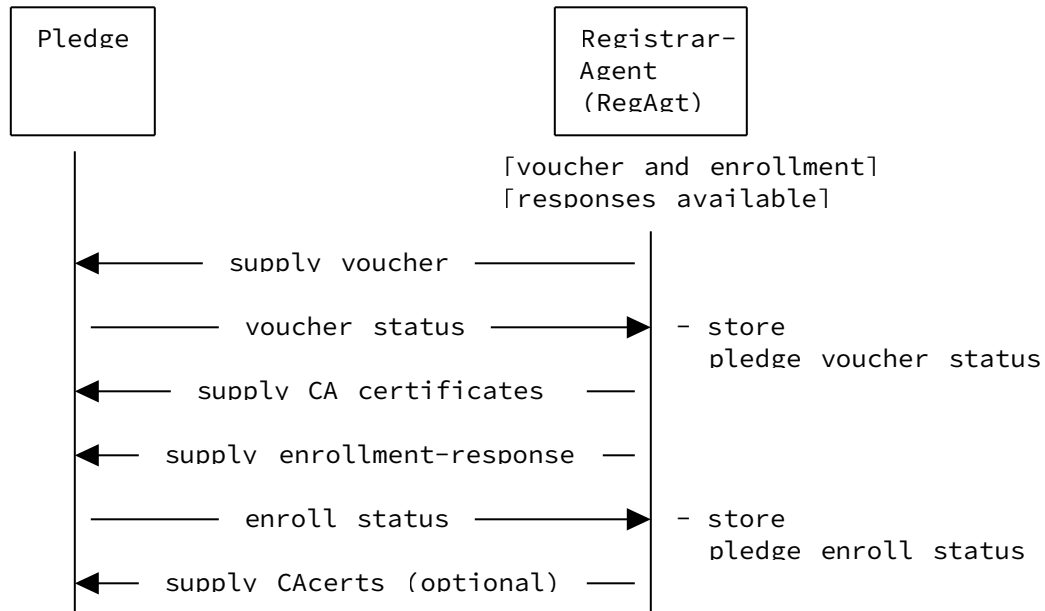 Pledge
Registrar-
Agent
(RegAgt)
[voucher and enrollment]
[responses available]
supply voucher
voucher status
- store
pledge voucher status
supply CA certificates
supply enrollment-response
enroll status
- store
pledge enroll status
supply CAcerts (optional)